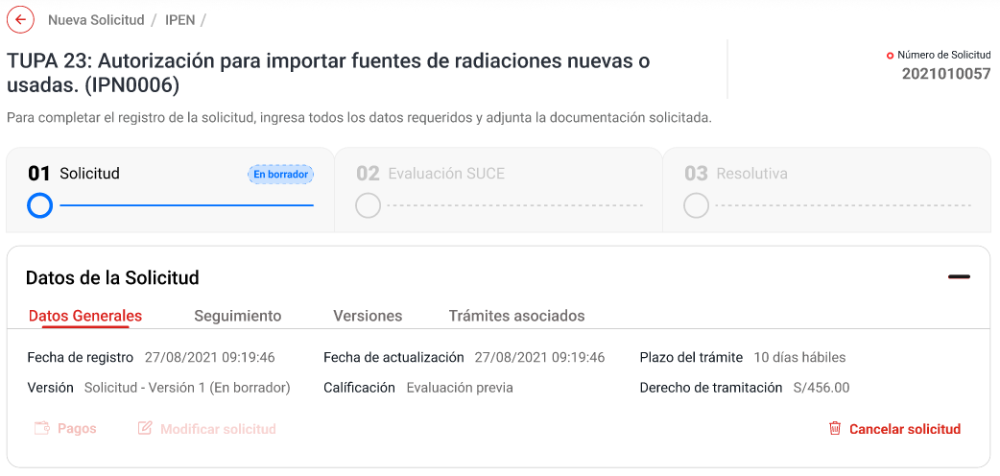 Nueva Solicitud / IPEN /
TUPA 23: Autorización para importar fuentes de radiaciones nuevas o
usadas. (IPN0006)
Número de Solicitud
2021010057
Para completar el registro de la solicitud, ingresa todos los datos requeridos y adjunta la documentación solicitada.
01 Solicitud En borrador 02 Evaluación SUCE 03 Resolutiva
Datos de la Solicitud
Datos Generales Seguimiento Versiones Trámites asociados
Fecha de registro 27/08/2021 09:19:46 Fecha de actualización 27/08/2021 09:19:46 Plazo del trámite 10 días hábiles
Versión Solicitud - Versión 1 (En borrador) Calificación Evaluación previa Derecho de tramitación S/456.00
Pagos Modificar solicitud Cancelar solicitud